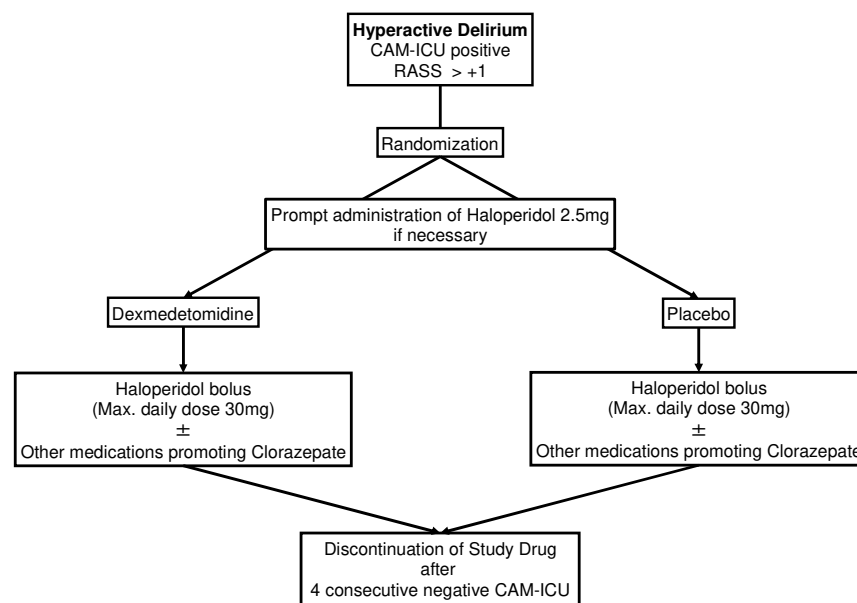 Hyperactive Delirium
CAM-ICU positive
RASS > +1
Randomization
Prompt administration of Haloperidol 2.5mg
if necessary
Dexmedetomidine
Placebo
Haloperidol bolus
(Max. daily dose 30mg)
±
Other medications promoting Clorazepate
Haloperidol bolus
(Max. daily dose 30mg)
±
Other medications promoting Clorazepate
Discontinuation of Study Drug
after
4 consecutive negative CAM-ICU